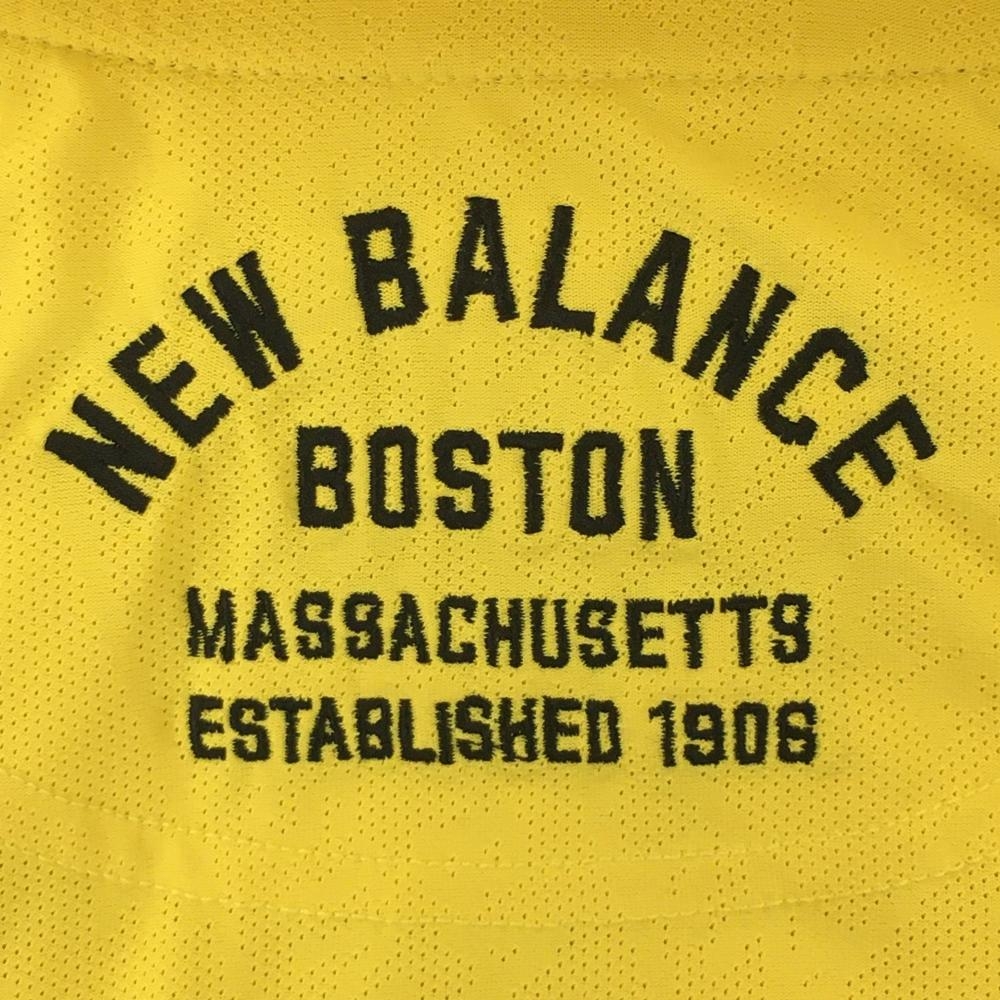 NEW BALANCE
BOSTON
MASSACHUSETTS
ESTABLISHED 1906